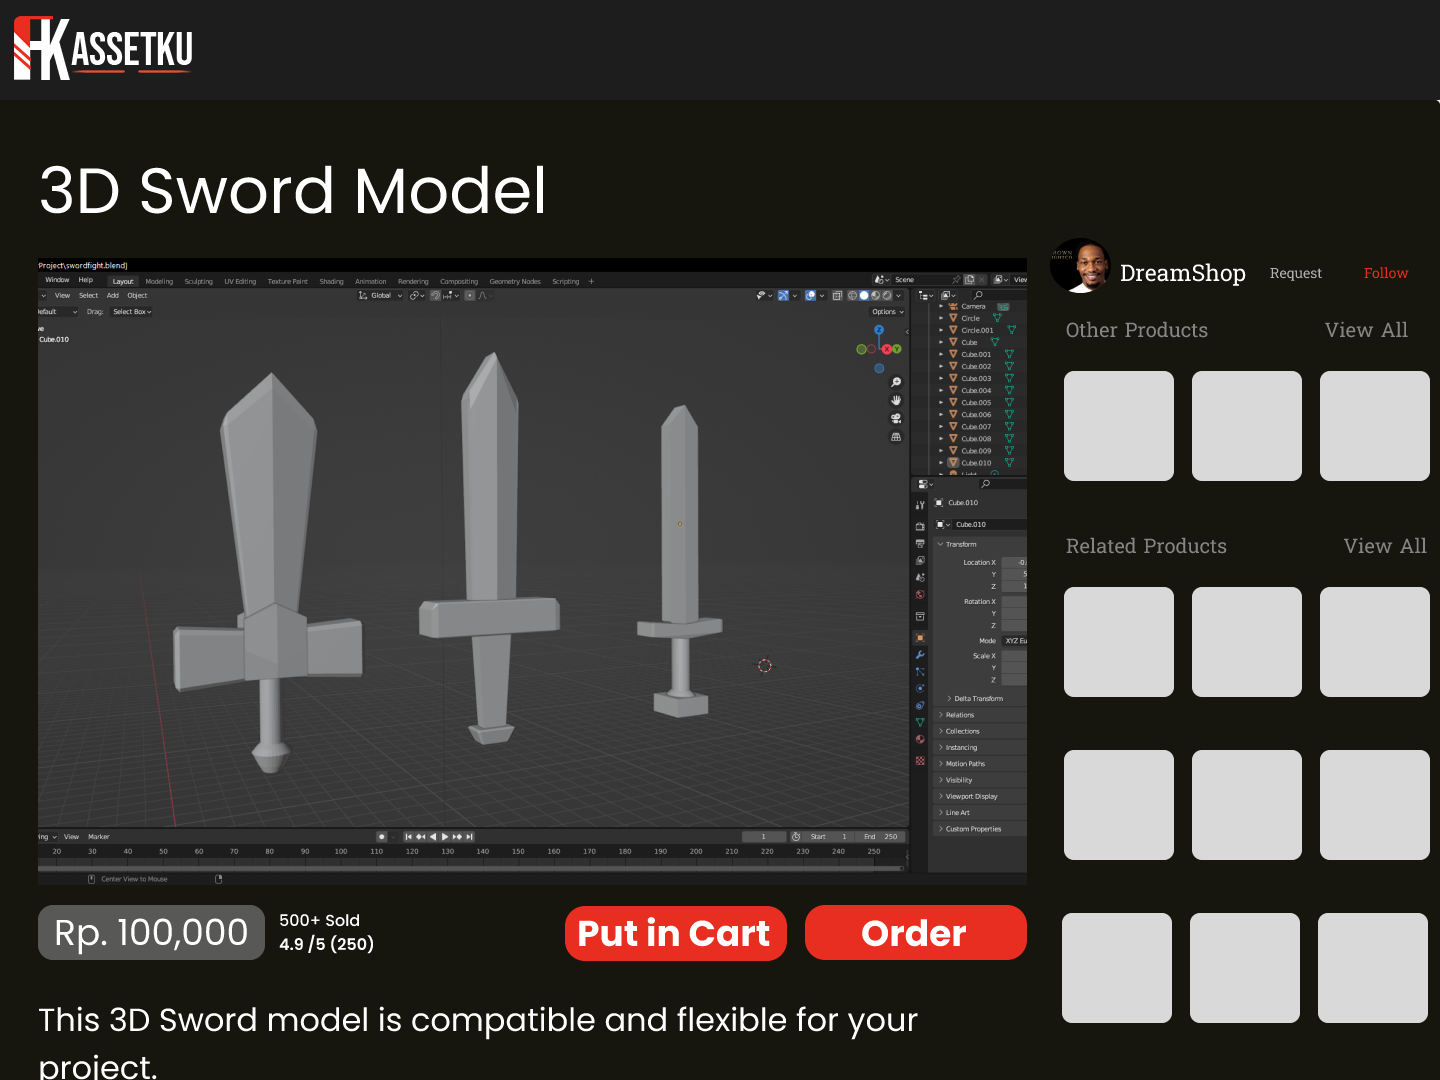 ASSETKU
3D Sword Model
Project\swordfight.blend]
Window Help Layout Modeling Sculpting UV Editing Texture Paint Shading Animation Rendering Compositing Geometry Nodes Scripting + Scene
View Select Add Object Global
Drag: Select Box Options
Cube.010
Z
X Y
Camera
Circle
Circle.001
Cube
Cube.001
Cube.002
Cube.003
Cube.004
Cube.005
Cube.006
Cube.007
Cube.008
Cube.009
Cube.010
Cube.010
Cube.010
Transform
Location X
Y
Z
Rotation X
Y
Z
Mode XYZ Eu
Scale X
Y
Z
Delta Transform
Relations
Collections
Instancing
Motion Paths
Visibility
Viewport Display
Line Art
Custom Properties
View Marker 1 Start 1 End 250
20 30 40 50 60 70 80 90 100 110 120 130 140 150 160 170 180 190 200 210 220 230 240 250
Center View to Mouse
DreamShop Request Follow
Other Products View All
Related Products View All
Rp. 100,000
500+ Sold
4.9 /5 (250)
Put in Cart Order
This 3D Sword model is compatible and flexible for your
project.